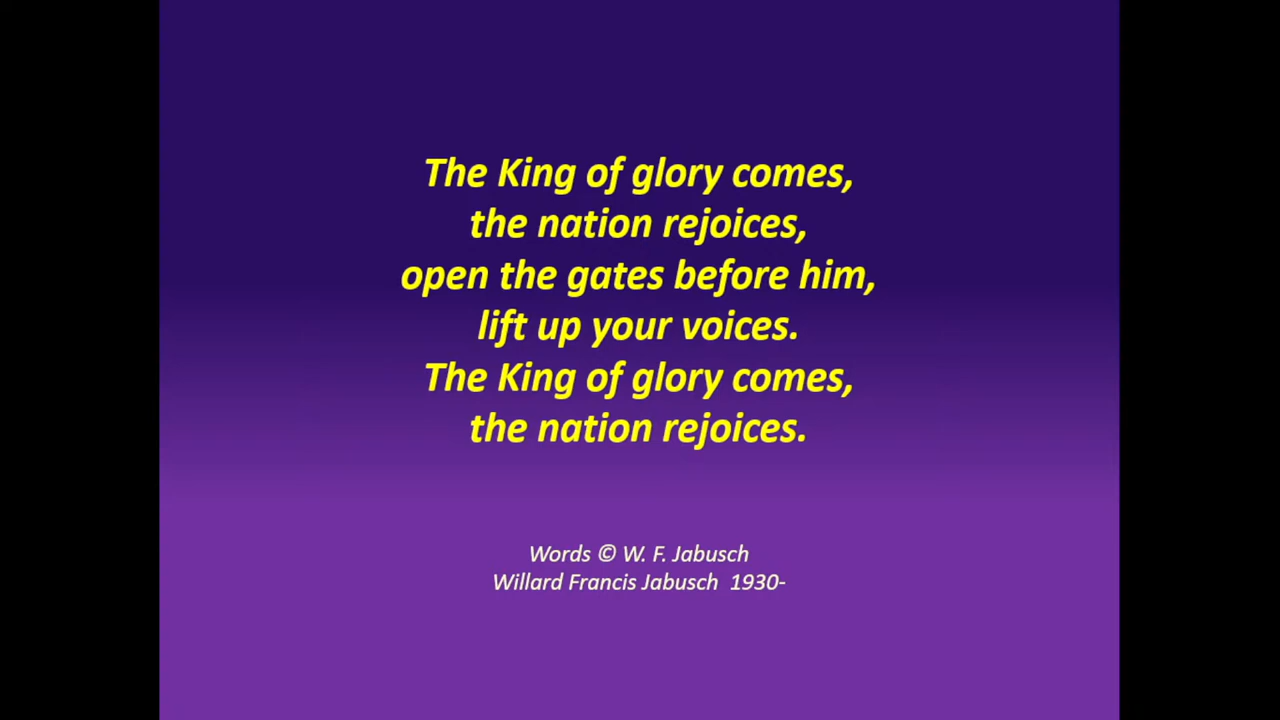 The King of glory comes,
the nation rejoices,
open the gates before him,
lift up your voices.
The King of glory comes,
the nation rejoices.
Words © W. F. Jabusch
Willard Francis Jabusch  1930-